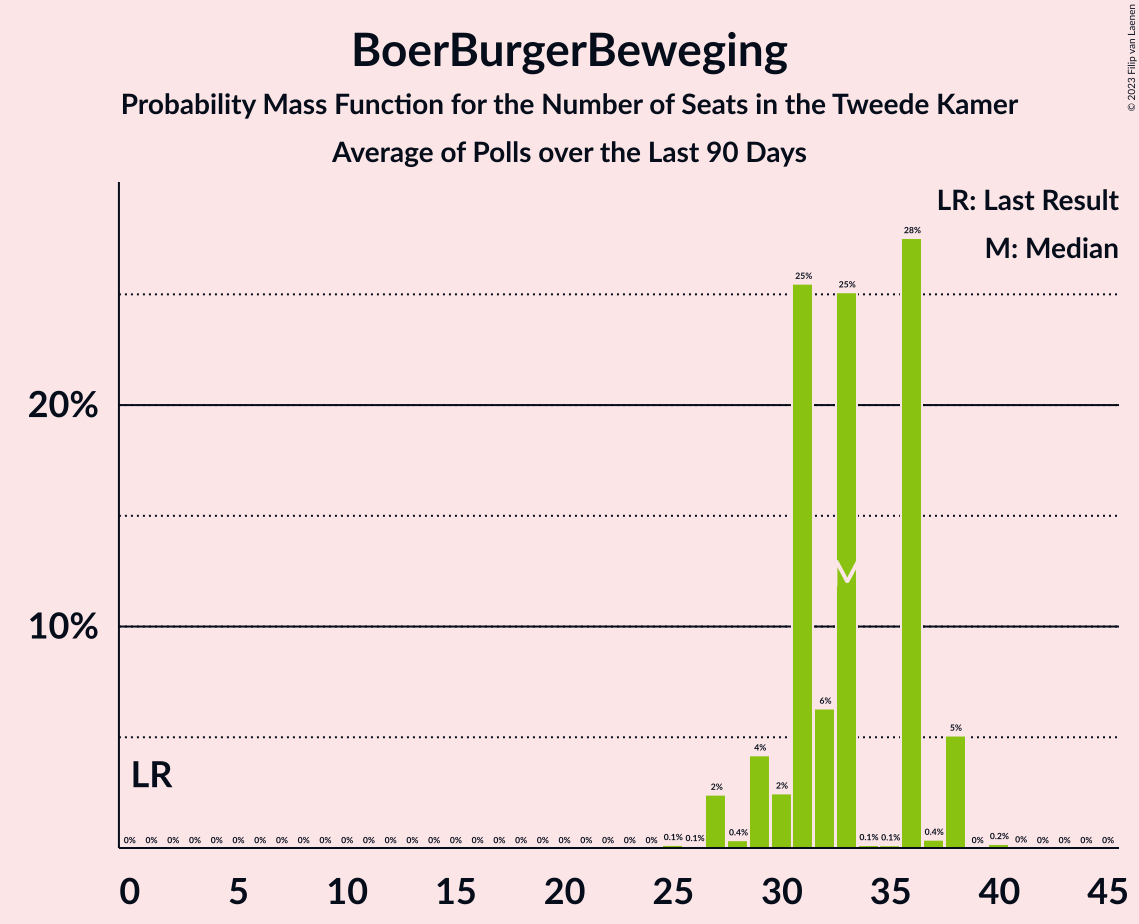 BoerBurgerBeweging
Probability Mass Function for the Number of Seats in the Tweede Kamer
Average of Polls over the Last 90 Days
© 2023 Filip van Laenen
LR: Last Result
M: Median
28%
25% 25%
20%
10%
6%
5%
4%
2% 2%
LR
0% 0% 0% 0% 0% 0% 0% 0% 0% 0% 0% 0% 0% 0% 0% 0% 0% 0% 0% 0% 0% 0% 0% 0% 0% 0.1% 0.1% 0.4% 0.1% 0.1% 0.4% 0% 0.2% 0% 0% 0% 0% 0%
M
0 5 10 15 20 25 30 35 40 45